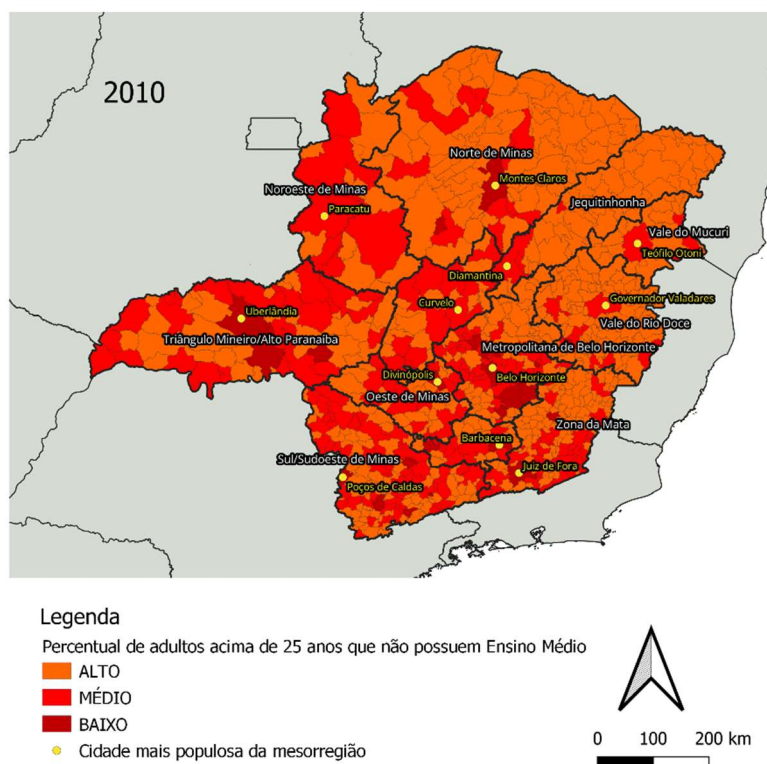 2010
Norte de Minas
Montes Claros
Noroeste de Minas
Paracatu
Jequitinhonha
Vale do Mucuri
Teófilo Otoni
Diamantina
Curvelo
Governador Valadares
Vale do Rio Doce
Uberlândia
Triângulo Mineiro/Alto Paranaíba
Metropolitana de Belo Horizonte
Divinópolis
Belo Horizonte
Oeste de Minas
Zona da Mata
Barbacena
Sul/Sudoeste de Minas
Juiz de Fora
Poços de Caldas
Legenda
Percentual de adultos acima de 25 anos que não possuem Ensino Médio
ALTO
MÉDIO
BAIXO
Cidade mais populosa da mesorregião
0 100 200 km